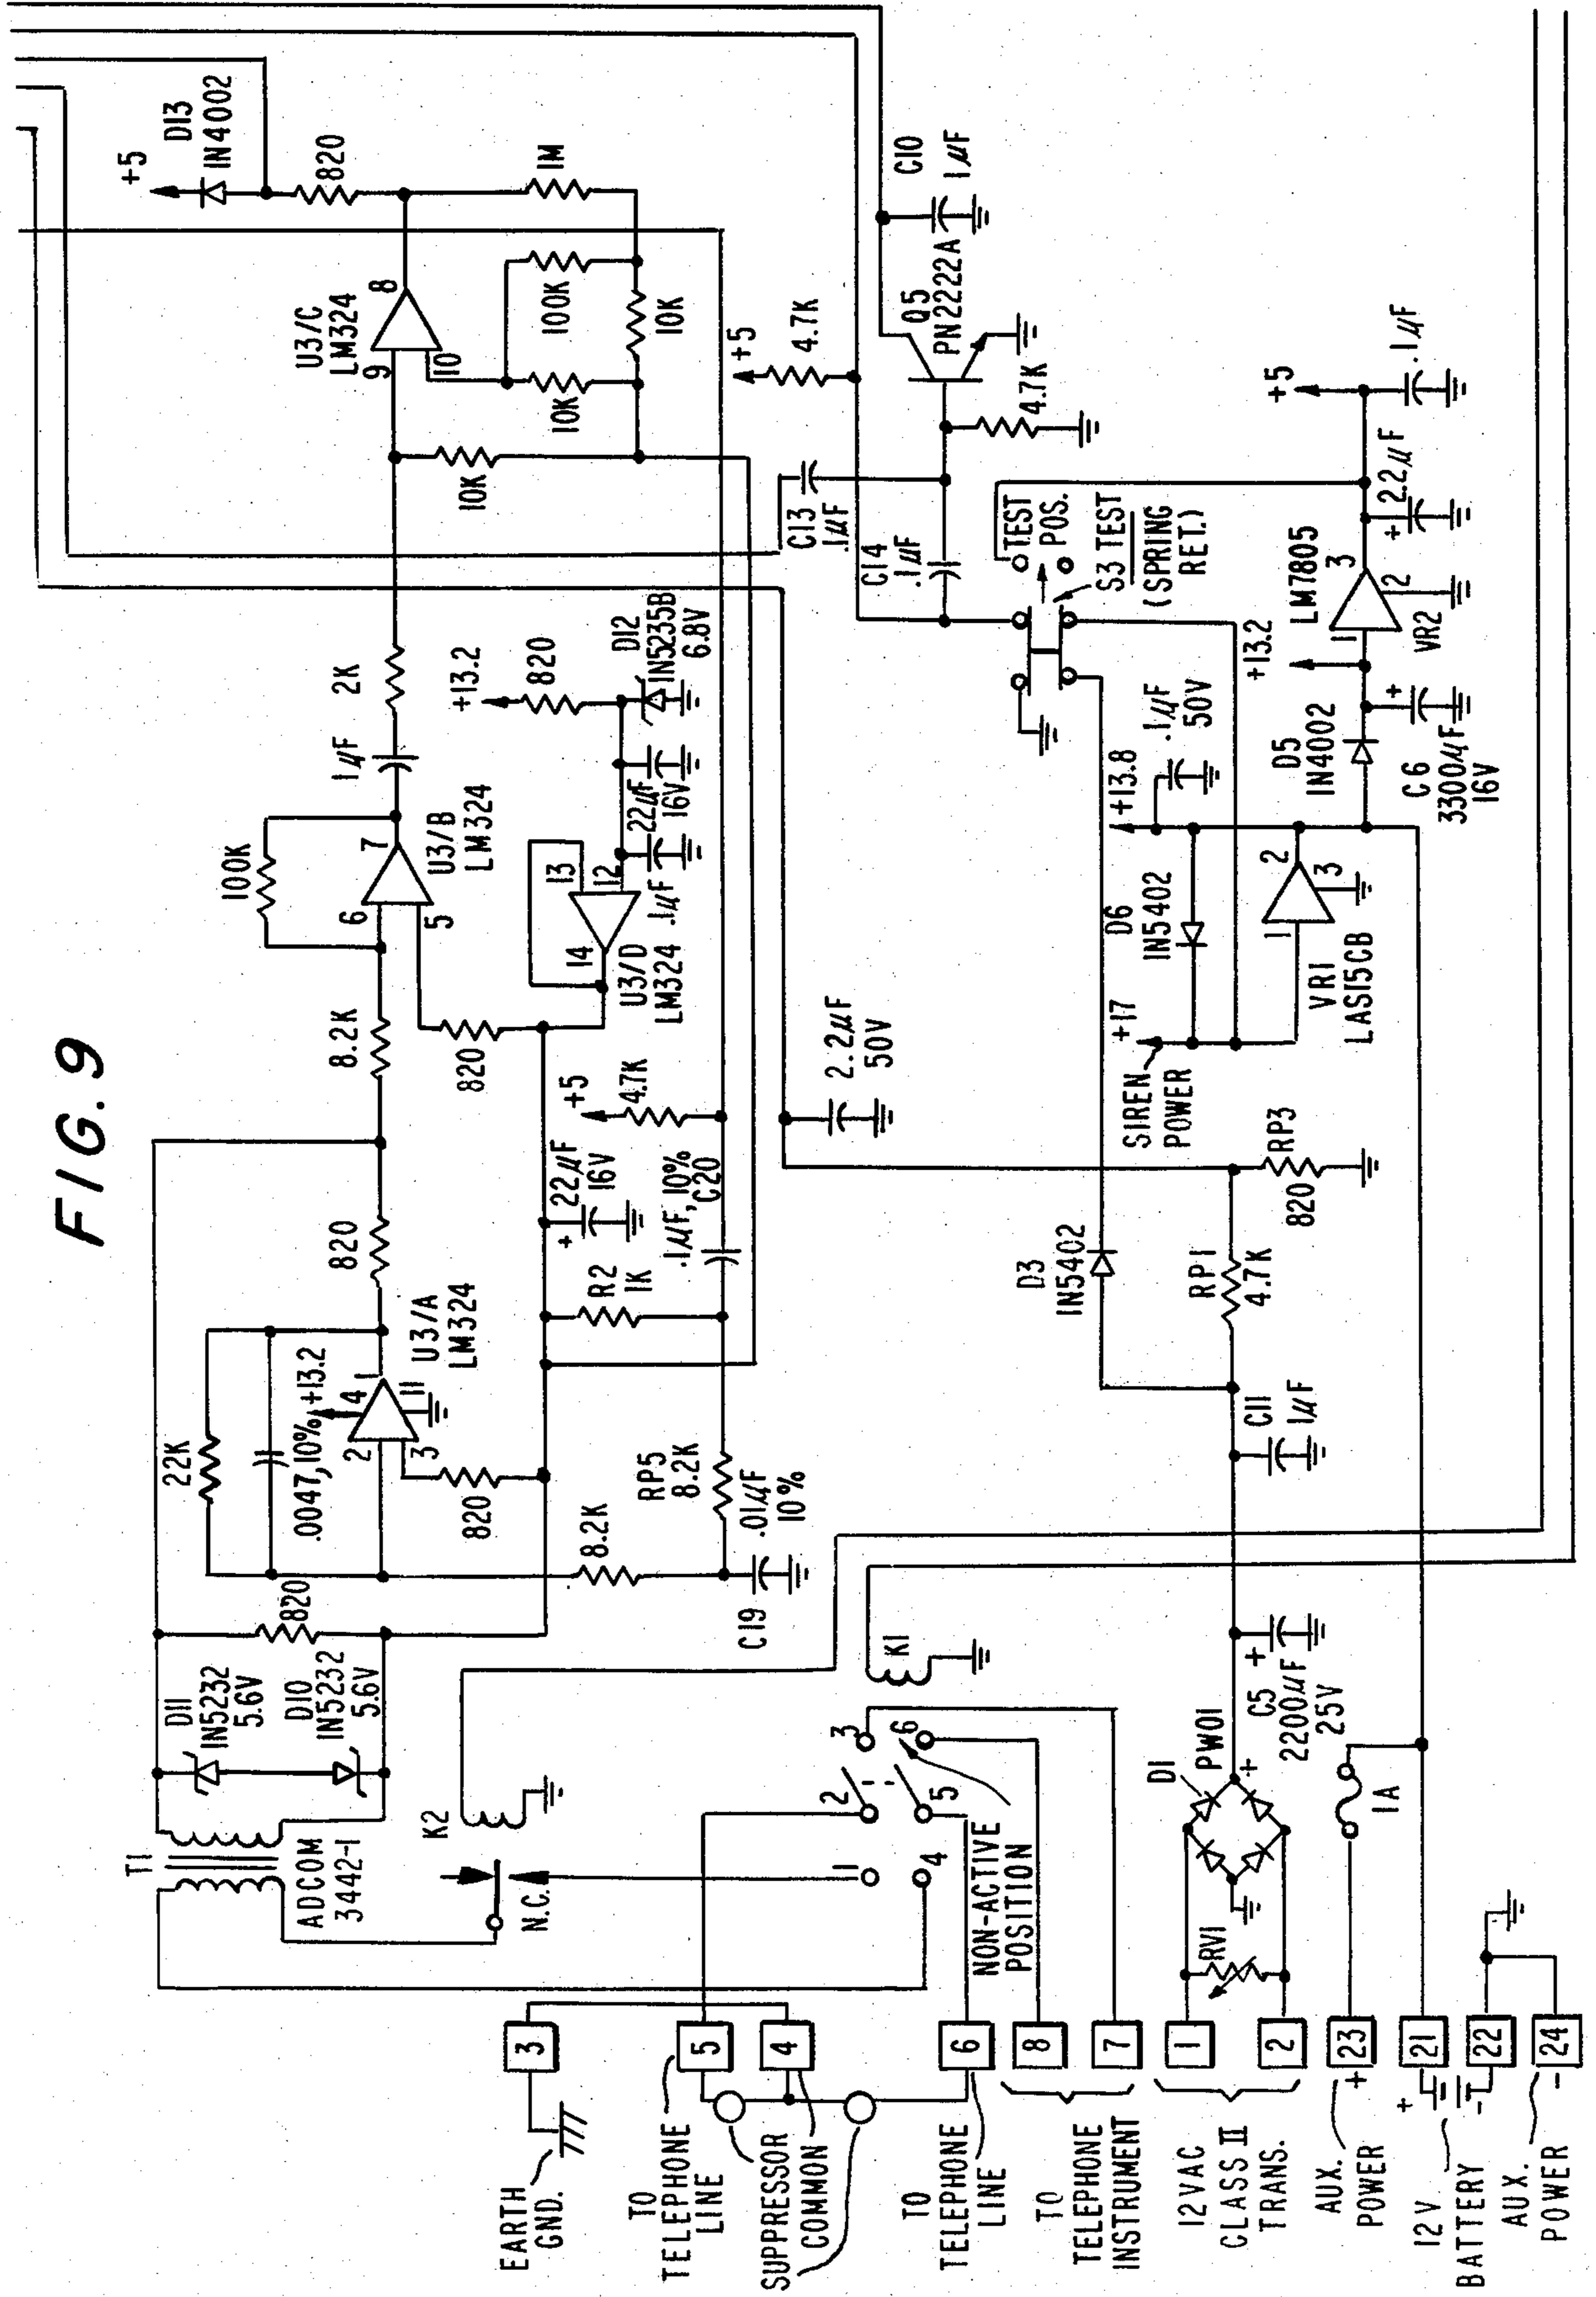 FIG. 9
T1
ADCOM
3442-1
D11
1N5232
5.6V
D10
1N5232
5.6V
820
22K
.0047,10%
+13.2
2
3
4
1
11
U3/A
LM324
820
820
8.2K
100K
6
5
7
U3/B
LM324
.1µF
2K
9
10
8
U3/C
LM324
+5
D13
1N4002
820
1M
100K
10K
10K
10K
820
14
13
12
U3/D
LM324
.1µF
22µF
16V
+13.2
820
D12
1N5235B
6.8V
8.2K
RP5
8.2K
C19
.01µF
10%
R2
1K
+
22µF
16V
.1µF,10%
C20
+5
4.7K
2.2µF
50V
C13
.1µF
C14
.1µF
+5
4.7K
4.7K
Q5
PN2222A
C10
1µF
TEST
POS.
S3 TEST
(SPRING
RET.)
K2
N.C.
K1
1
2
3
4
5
6
NON-ACTIVE
POSITION
D3
1N5402
RP1
4.7K
RP3
820
C11
1µF
+
C5
2200µF
25V
D1
PW01
+
RV1
1A
SIREN
POWER
+17
D6
1N5402
+13.8
.1µF
50V
1
2
3
VR1
LAS15CB
D5
1N4002
+
C6
3300µF
16V
+13.2
LM7805
1
3
2
VR2
+
2.2µF
+5
.1µF
3
EARTH
GND.
5
4
TO
TELEPHONE
LINE
SUPPRESSOR
COMMON
6
TO
TELEPHONE
LINE
8
7
TO
TELEPHONE
INSTRUMENT
1
2
12VAC
CLASS II
TRANS.
23
+
AUX.
POWER
21
22
+
-
12V
BATTERY
24
-
AUX.
POWER